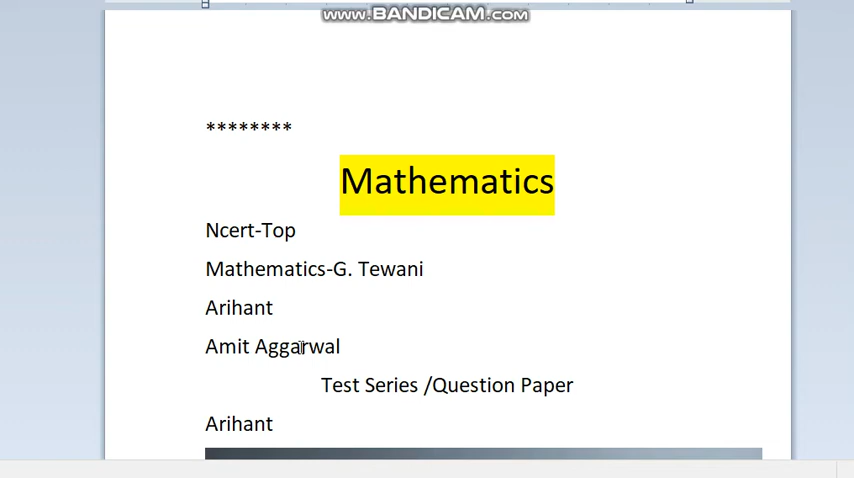 www.BANDICAM.com
********
Mathematics
Ncert-Top
Mathematics-G. Tewani
Arihant
Amit Aggarwal
Test Series /Question Paper
Arihant